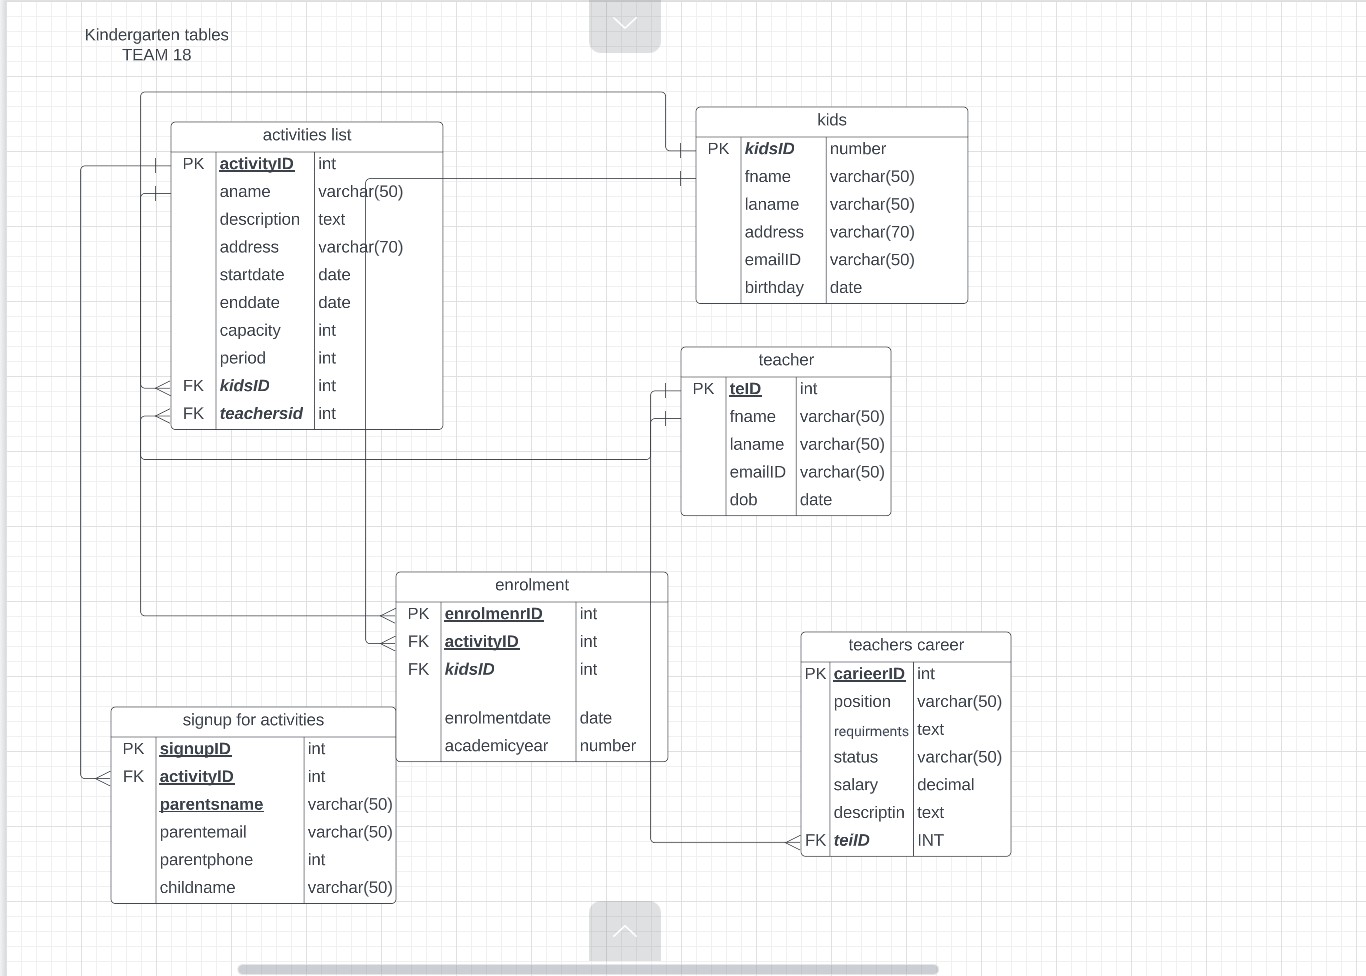 Kindergarten tables
TEAM 18
activities list
PK activityID int
aname varchar(50)
description text
address varchar(70)
startdate date
enddate date
capacity int
period int
FK kidsID int
FK teachersid int
kids
PK kidsID number
fname varchar(50)
laname varchar(50)
address varchar(70)
emailID varchar(50)
birthday date
teacher
PK teID int
fname varchar(50)
laname varchar(50)
emailID varchar(50)
dob date
enrolment
PK enrolmenrID int
FK activityID int
FK kidsID int
enrolmentdate date
academicyear number
teachers career
PK carieerID int
position varchar(50)
requirments text
status varchar(50)
salary decimal
descriptin text
FK teiID INT
signup for activities
PK signupID int
FK activityID int
parentsname varchar(50)
parentemail varchar(50)
parentphone int
childname varchar(50)